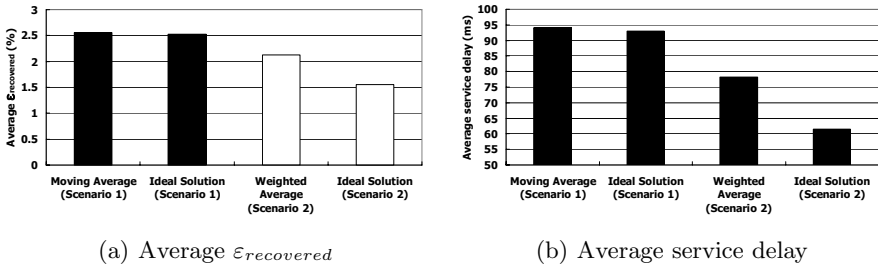 Average εrecovered (%)
3
2.5
2
1.5
1
0.5
0
Moving Average (Scenario 1)
Ideal Solution (Scenario 1)
Weighted Average (Scenario 2)
Ideal Solution (Scenario 2)
(a) Average εrecovered
Average service delay (ms)
100
95
90
85
80
75
70
65
60
55
50
Moving Average (Scenario 1)
Ideal Solution (Scenario 1)
Weighted Average (Scenario 2)
Ideal Solution (Scenario 2)
(b) Average service delay